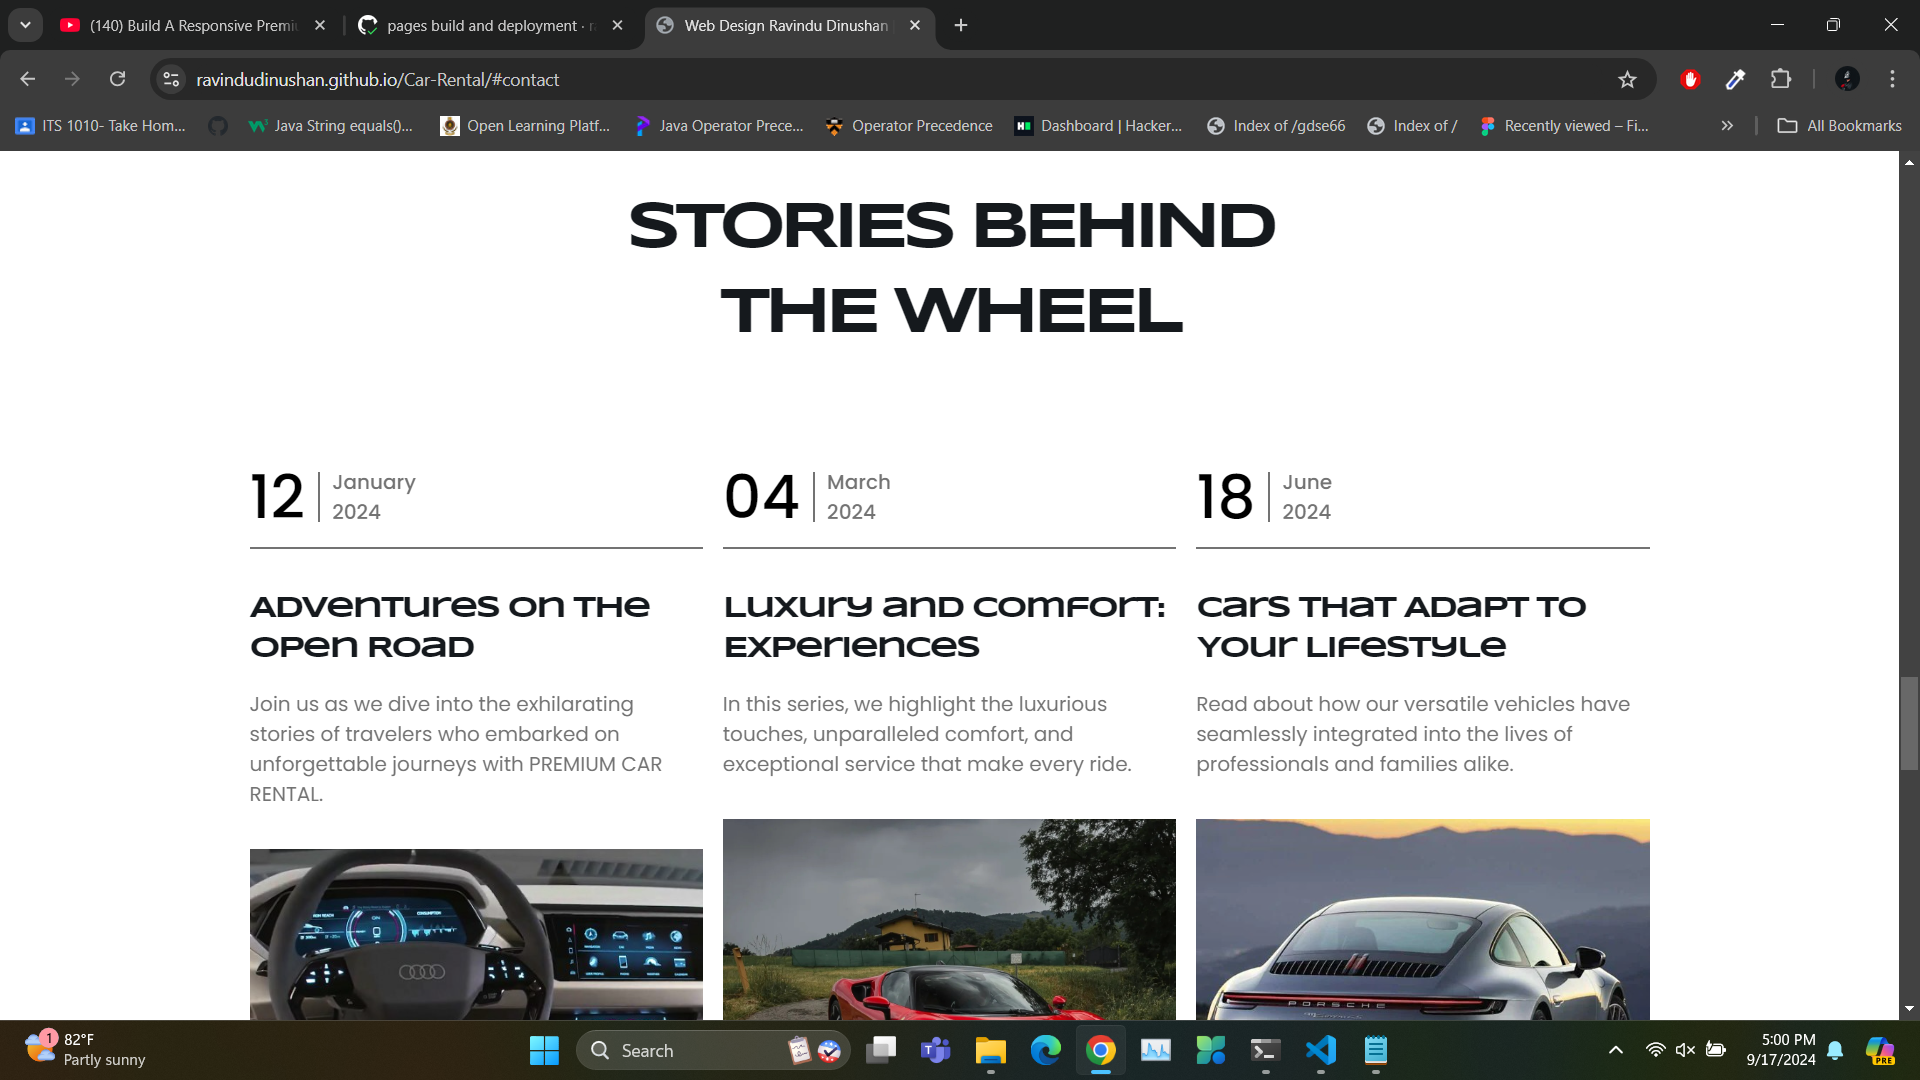 (140) Build A Responsive Premi
pages build and deployment · r
Web Design Ravindu Dinushan
ravindudinushan.github.io/Car-Rental/#contact
ITS 1010- Take Hom...
Java String equals()...
Open Learning Platf...
Java Operator Prece...
Operator Precedence
Dashboard | Hacker...
Index of /gdse66
Index of /
Recently viewed – Fi...
All Bookmarks
STORIES BEHIND
THE WHEEL
12
January
2024
04
March
2024
18
June
2024
Adventures on the
Open Road
Luxury and Comfort:
Experiences
Cars That Adapt to
Your Lifestyle
Join us as we dive into the exhilarating
stories of travelers who embarked on
unforgettable journeys with PREMIUM CAR
RENTAL.
In this series, we highlight the luxurious
touches, unparalleled comfort, and
exceptional service that make every ride.
Read about how our versatile vehicles have
seamlessly integrated into the lives of
professionals and families alike.
PORSCHE
1
82°F
Partly sunny
Search
5:00 PM
9/17/2024
PRE